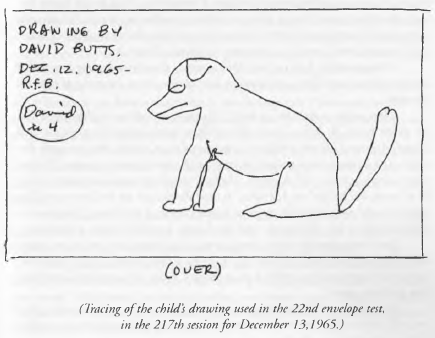 DRAWING BY
DAVID BUTTS.
DEC. 12. 1965-
R.F.B.
David
is 4
(OVER)
(Tracing of the child's drawing used in the 22nd envelope test,
in the 217th session for December 13,1965.)